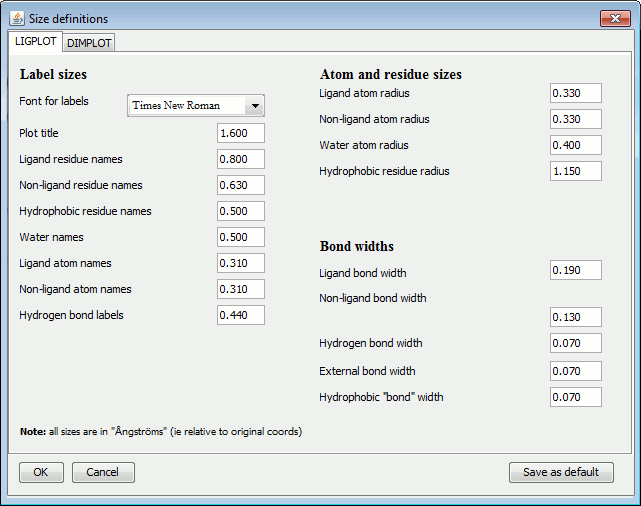 Size definitions
LIGPLOT DIMPLOT
Label sizes
Font for labels Times New Roman
Plot title 1.600
Ligand residue names 0.800
Non-ligand residue names 0.630
Hydrophobic residue names 0.500
Water names 0.500
Ligand atom names 0.310
Non-ligand atom names 0.310
Hydrogen bond labels 0.440
Atom and residue sizes
Ligand atom radius 0.330
Non-ligand atom radius 0.330
Water atom radius 0.400
Hydrophobic residue radius 1.150
Bond widths
Ligand bond width 0.190
Non-ligand bond width
0.130
Hydrogen bond width 0.070
External bond width 0.070
Hydrophobic "bond" width 0.070
Note: all sizes are in "Ångströms" (ie relative to original coords)
OK Cancel Save as default